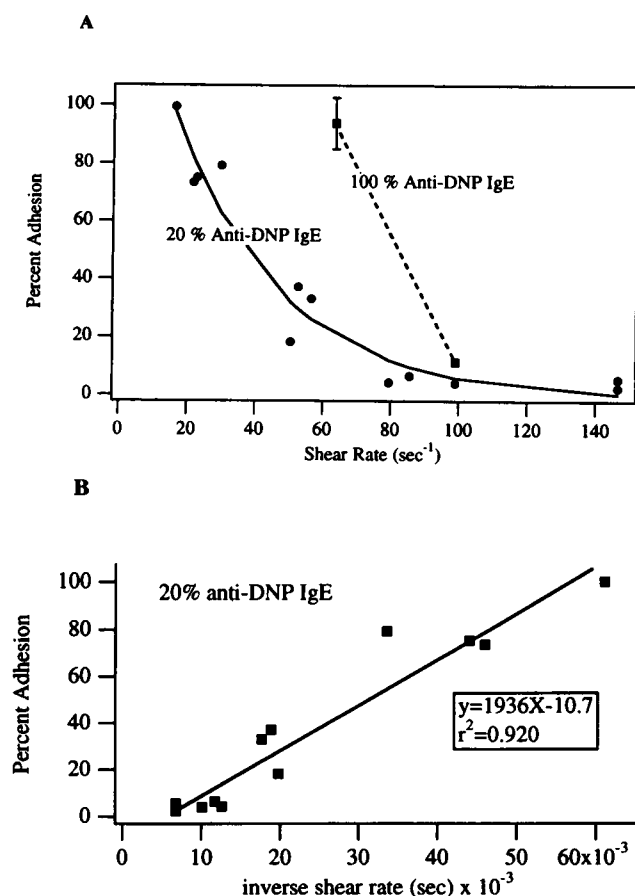 A
100
80
60
40
20
0
Percent Adhesion
100 % Anti-DNP IgE
20 % Anti-DNP IgE
0 20 40 60 80 100 120 140
Shear Rate (sec⁻¹)
B
20% anti-DNP IgE
100
80
60
40
20
0
Percent Adhesion
y=1936X-10.7
r²=0.920
0 10 20 30 40 50 60x10⁻³
inverse shear rate (sec) x 10⁻³